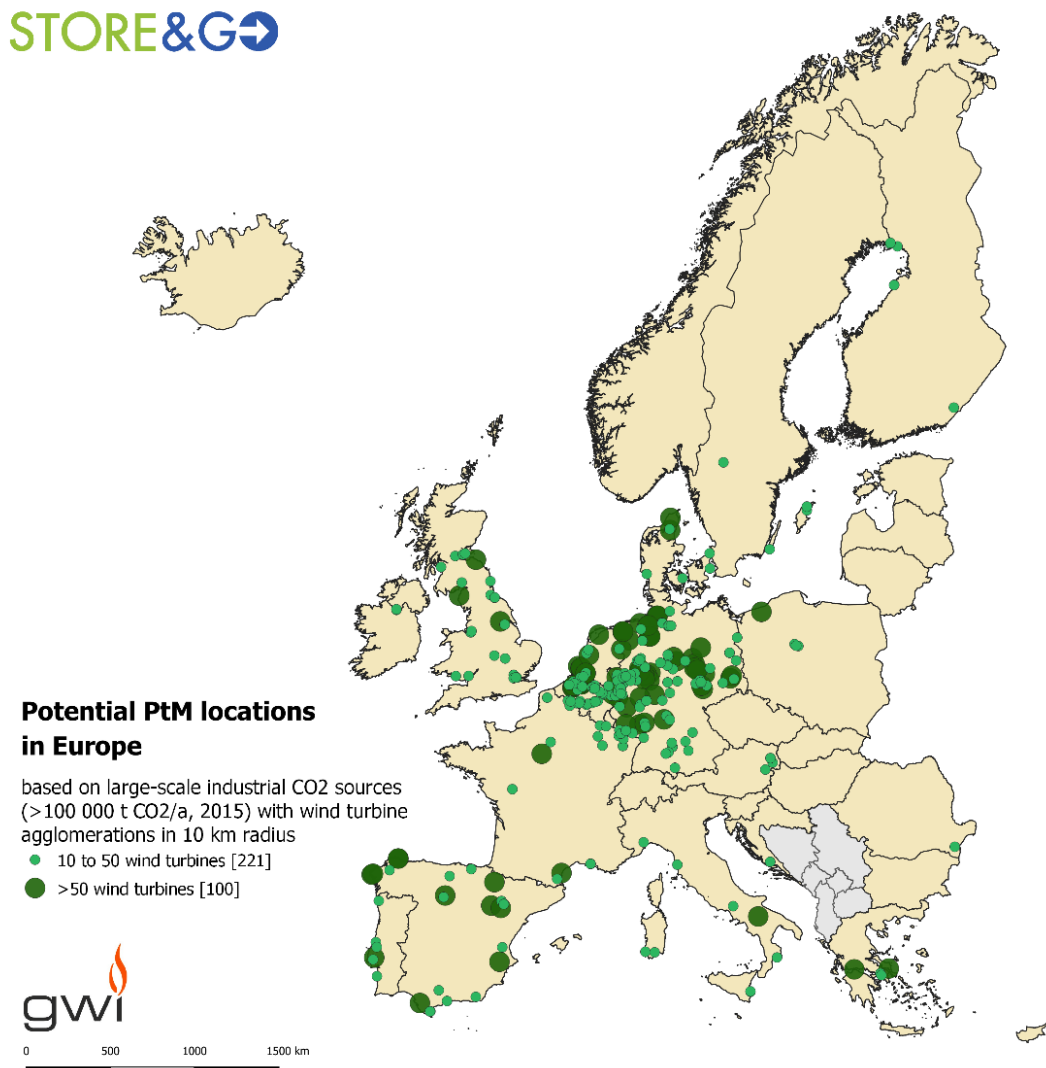 STORE&GO
Potential PtM locations
in Europe
based on large-scale industrial CO2 sources
(>100 000 t CO2/a, 2015) with wind turbine
agglomerations in 10 km radius
10 to 50 wind turbines [221]
>50 wind turbines [100]
gwi
0 500 1000 1500 km